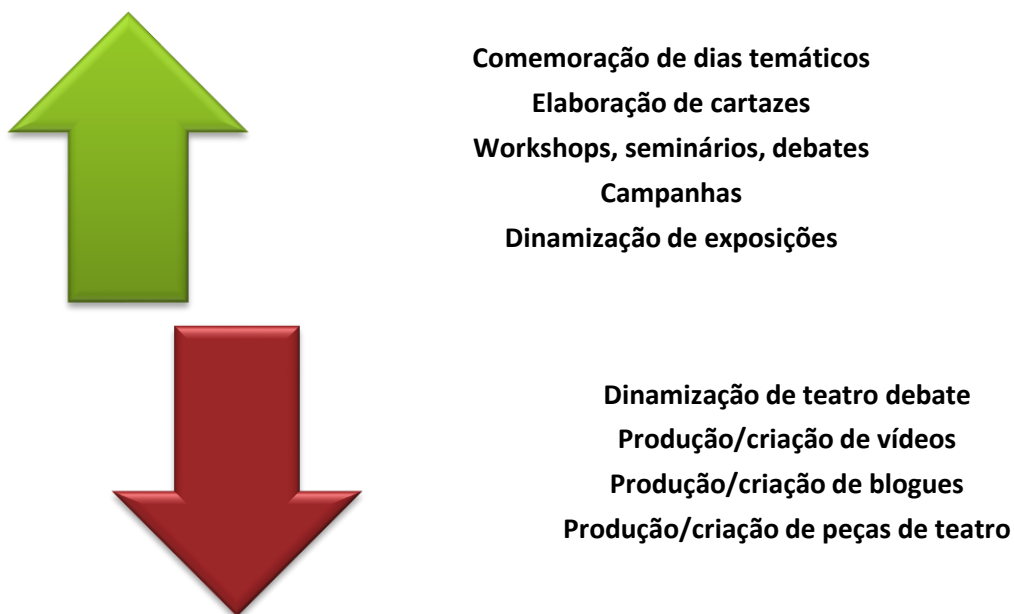 Comemoração de dias temáticos
Elaboração de cartazes
Workshops, seminários, debates
Campanhas
Dinamização de exposições
Dinamização de teatro debate
Produção/criação de vídeos
Produção/criação de blogues
Produção/criação de peças de teatro